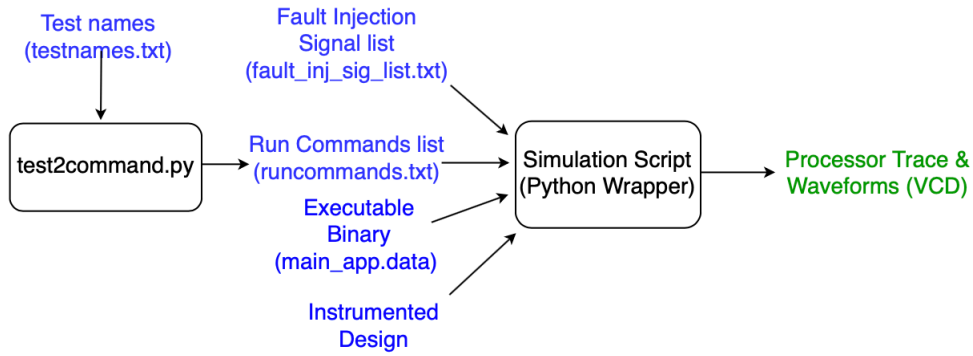 Test names
(testnames.txt)
Fault Injection
Signal list
(fault_inj_sig_list.txt)
test2command.py
Run Commands list
(runcommands.txt)
Executable
Binary
(main_app.data)
Instrumented
Design
Simulation Script
(Python Wrapper)
Processor Trace &
Waveforms (VCD)